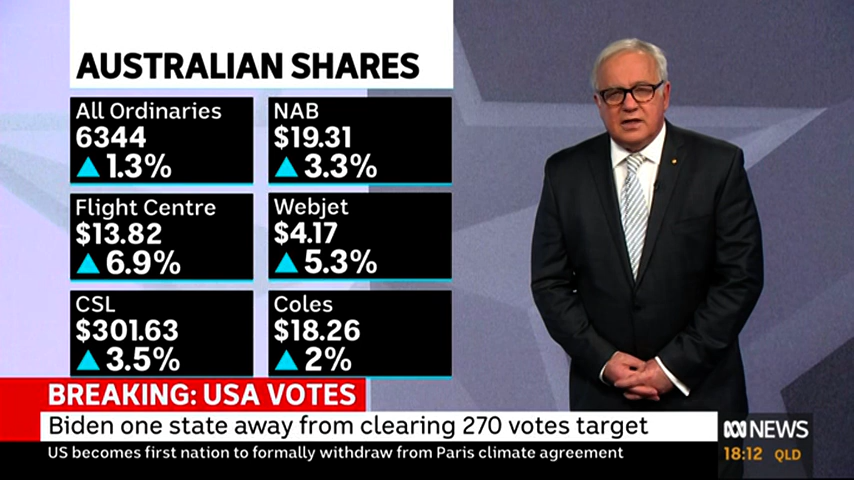 AUSTRALIAN SHARES
All Ordinaries
6344
▲1.3%
NAB
$19.31
▲3.3%
Flight Centre
$13.82
▲6.9%
Webjet
$4.17
▲5.3%
CSL
$301.63
▲3.5%
Coles
$18.26
▲2%
BREAKING: USA VOTES
Biden one state away from clearing 270 votes target
US becomes first nation to formally withdraw from Paris climate agreement
ABC NEWS
18:12 QLD